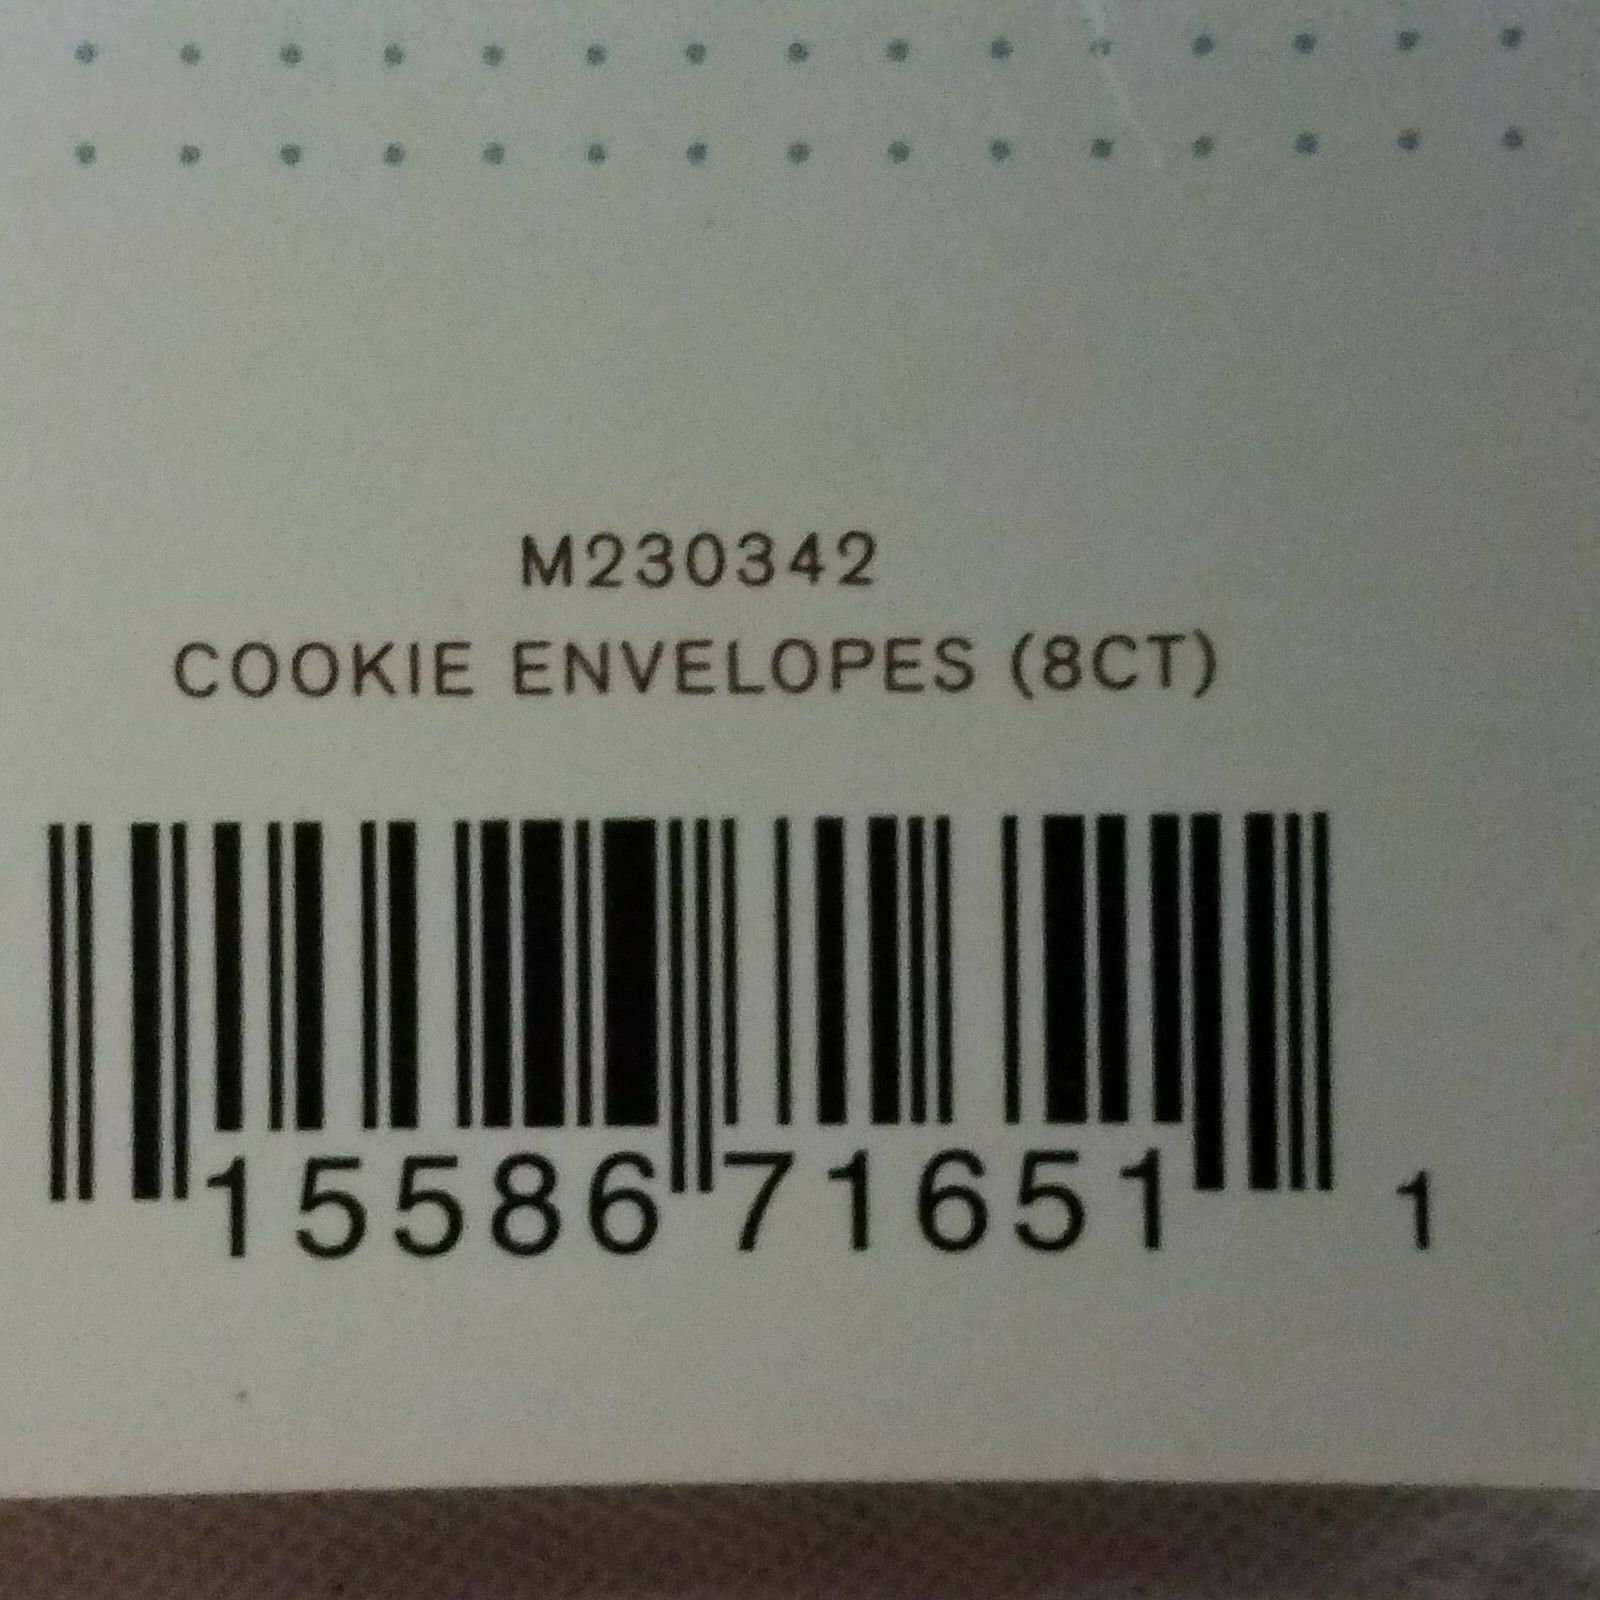 M230342
COOKIE ENVELOPES (8CT)
15586 71651 1